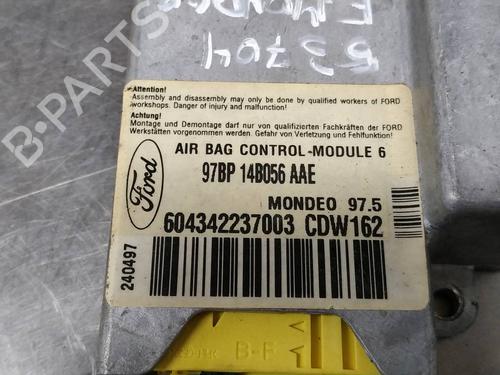 53704
Attention!
Assembly and disassembly may only be done by qualified workers of FORD
workshops. Danger of injury and malfunction!
Achtung!
Montage und Demontage darf nur von qualifizierten Fachkräften der FORD
Werkstätten vorgenommen werden! Gefahr von Verletzung und Fehlfunktion!
Ford
AIR BAG CONTROL-MODULE 6
97BP 14B056 AAE
MONDEO 97.5
604342237003 CDW162
240497
B-F
B-PARTS